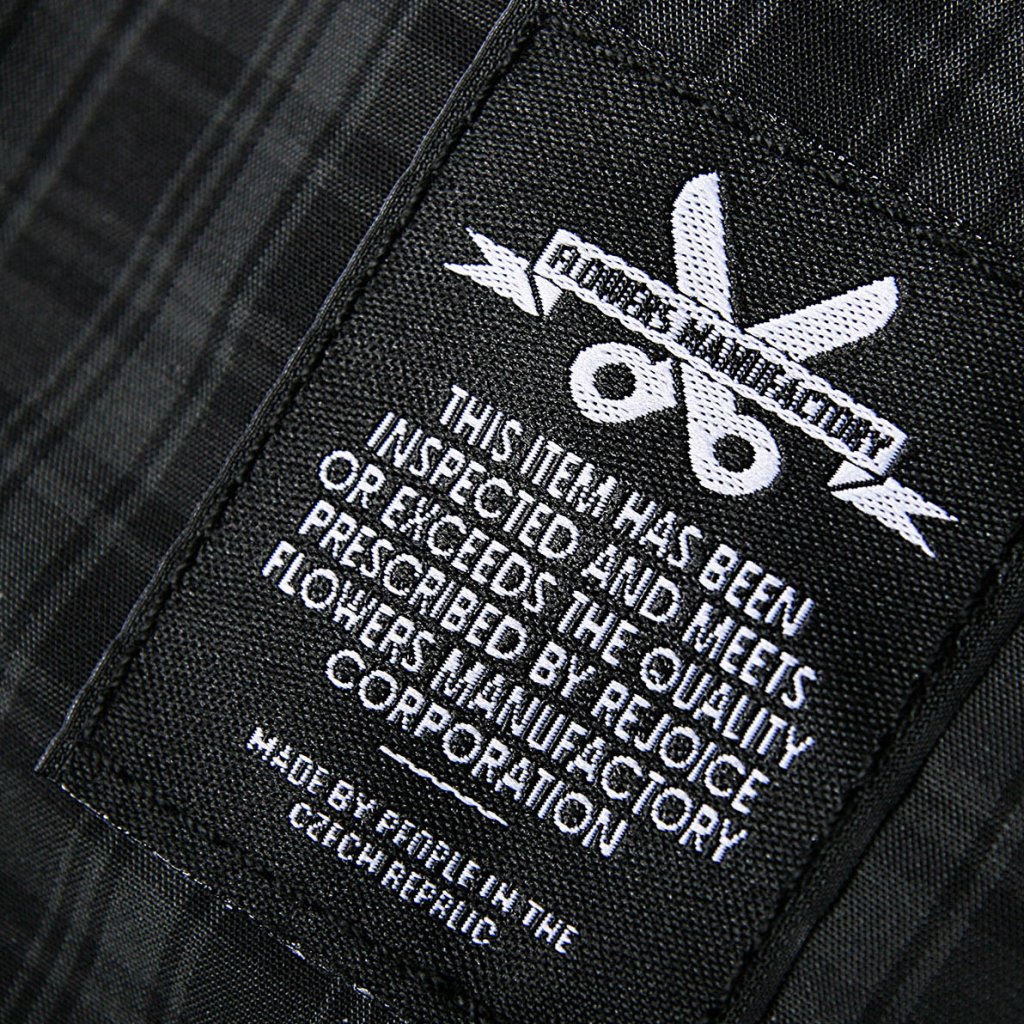 FLOWERS MANUFACTORY
THIS ITEM HAS BEEN
INSPECTED AND MEETS
OR EXCEEDS THE QUALITY
PRESCRIBED BY REJOICE
FLOWERS MANUFACTORY
CORPORATION
MADE BY PEOPLE IN THE
CZECH REPRLIC